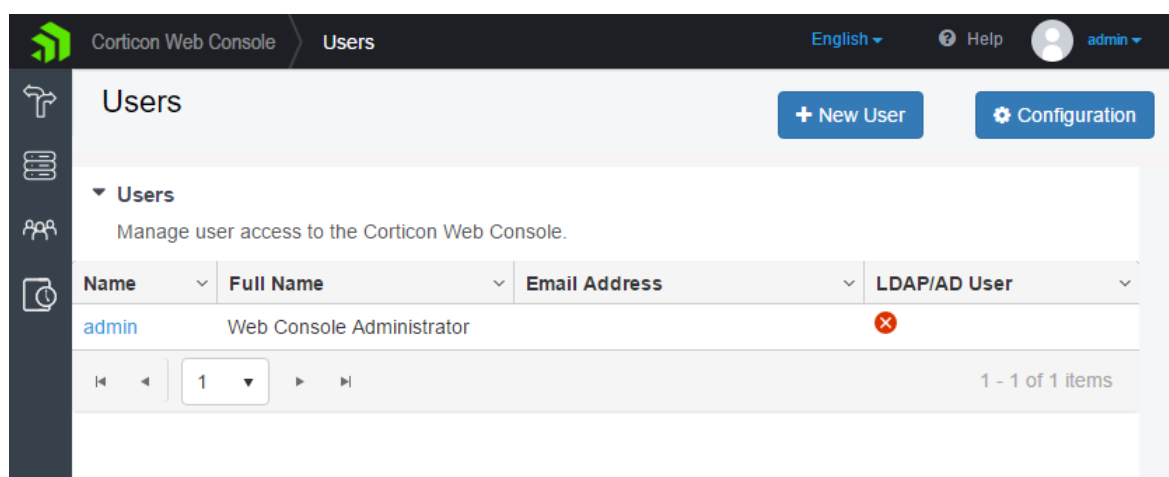 Corticon Web Console Users English Help admin
Users
New User Configuration
Users
Manage user access to the Corticon Web Console.
Name Full Name Email Address LDAP/AD User
admin Web Console Administrator
1 1 - 1 of 1 items